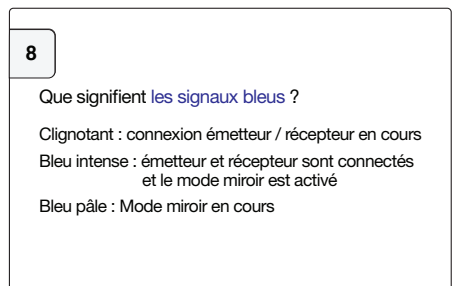 8
Que signifient les signaux bleus ?
Clignotant : connexion émetteur / récepteur en cours
Bleu intense : émetteur et récepteur sont connectés
et le mode miroir est activé
Bleu pâle : Mode miroir en cours